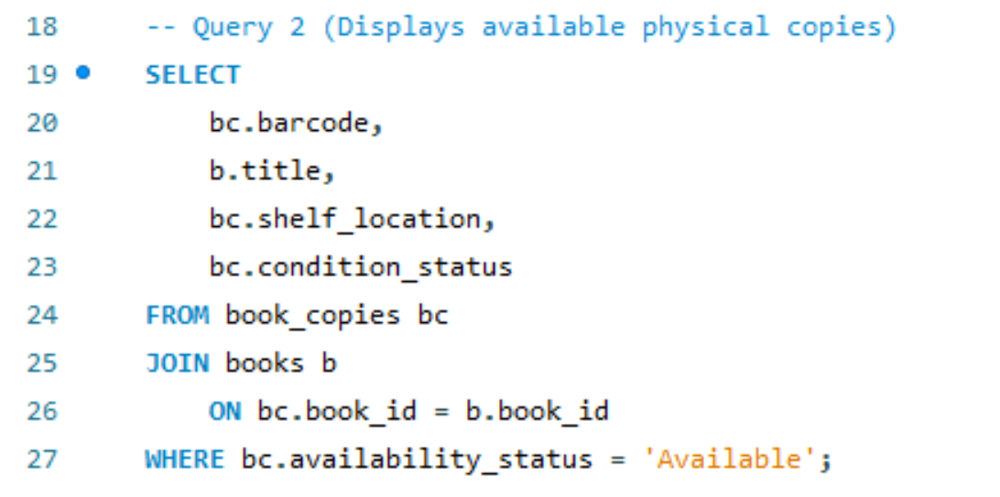 18 -- Query 2 (Displays available physical copies)
19 SELECT
20 bc.barcode,
21 b.title,
22 bc.shelf_location,
23 bc.condition_status
24 FROM book_copies bc
25 JOIN books b
26 ON bc.book_id = b.book_id
27 WHERE bc.availability_status = 'Available';